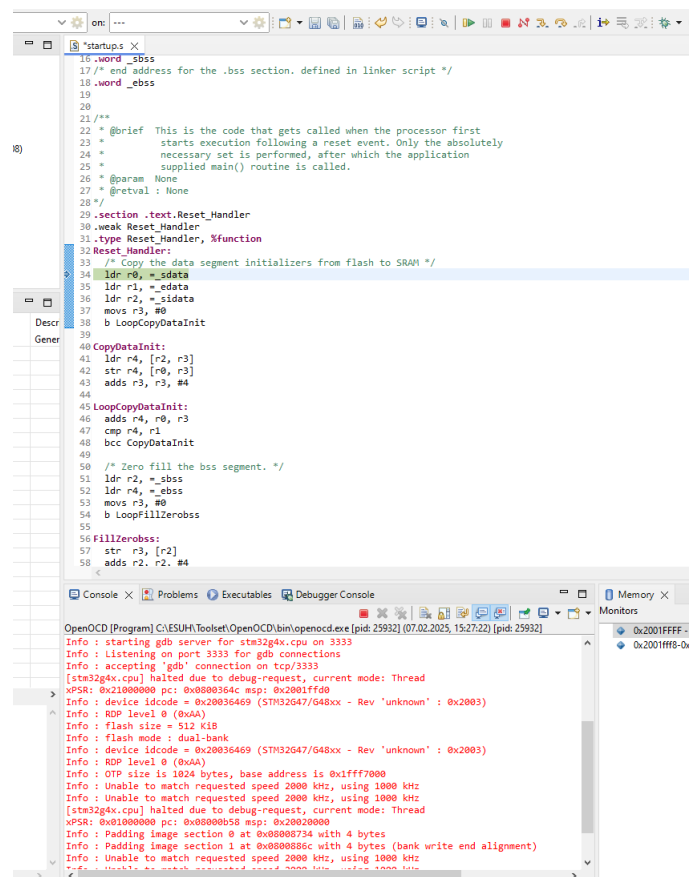 on: ---
*startup.s
16 .word _sbss
17 /* end address for the .bss section. defined in linker script */
18 .word _ebss
19
20
21 /**
22 * @brief This is the code that gets called when the processor first
23 * starts execution following a reset event. Only the absolutely
24 * necessary set is performed, after which the application
25 * supplied main() routine is called.
26 * @param None
27 * @retval : None
28 */
29 .section .text.Reset_Handler
30 .weak Reset_Handler
31 .type Reset_Handler, %function
32 Reset_Handler:
33 /* Copy the data segment initializers from flash to SRAM */
34 ldr r0, =_sdata
35 ldr r1, =_edata
36 ldr r2, =_sidata
37 movs r3, #0
38 b LoopCopyDataInit
39
40 CopyDataInit:
41 ldr r4, [r2, r3]
42 str r4, [r0, r3]
43 adds r3, r3, #4
44
45 LoopCopyDataInit:
46 adds r4, r0, r3
47 cmp r4, r1
48 bcc CopyDataInit
49
50 /* Zero fill the bss segment. */
51 ldr r2, =_sbss
52 ldr r4, =_ebss
53 movs r3, #0
54 b LoopFillZerobss
55
56 FillZerobss:
57 str r3, [r2]
58 adds r2, r2, #4
08)
Descr
Gener
Console Problems Executables Debugger Console
OpenOCD [Program] C:\ESUH\Toolset\OpenOCD\bin\openocd.exe [pid: 25932] (07.02.2025, 15:27:22) [pid: 25932]
Info : starting gdb server for stm32g4x.cpu on 3333
Info : Listening on port 3333 for gdb connections
Info : accepting 'gdb' connection on tcp/3333
[stm32g4x.cpu] halted due to debug-request, current mode: Thread
xPSR: 0x21000000 pc: 0x0800364c msp: 0x2001ffd0
Info : device idcode = 0x20036469 (STM32G47/G48xx - Rev 'unknown' : 0x2003)
Info : RDP level 0 (0xAA)
Info : flash size = 512 KiB
Info : flash mode : dual-bank
Info : device idcode = 0x20036469 (STM32G47/G48xx - Rev 'unknown' : 0x2003)
Info : RDP level 0 (0xAA)
Info : OTP size is 1024 bytes, base address is 0x1fff7000
Info : Unable to match requested speed 2000 kHz, using 1000 kHz
Info : Unable to match requested speed 2000 kHz, using 1000 kHz
[stm32g4x.cpu] halted due to debug-request, current mode: Thread
xPSR: 0x01000000 pc: 0x08000b58 msp: 0x20020000
Info : Padding image section 0 at 0x08008734 with 4 bytes
Info : Padding image section 1 at 0x0800886c with 4 bytes (bank write end alignment)
Info : Unable to match requested speed 2000 kHz, using 1000 kHz
Info : Unable to match requested speed 2000 kHz, using 1000 kHz
Memory
Monitors
0x2001FFFF -
0x2001fff8-0x